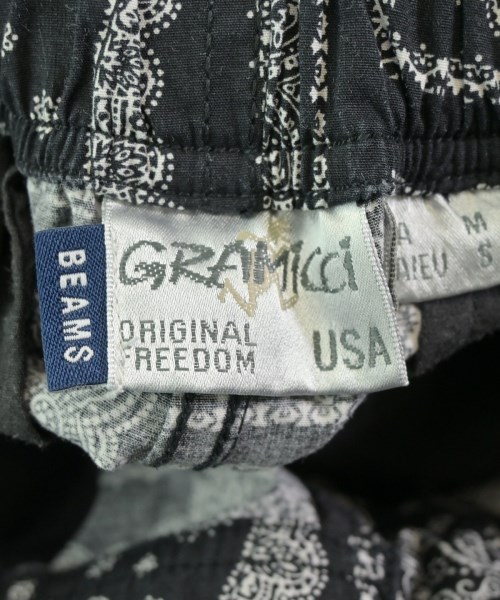 BEAMS
GRAMICCI
ORIGINAL
FREEDOM
USA
A M
S